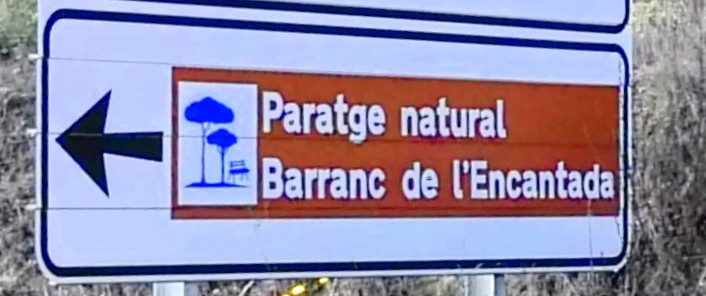 Paratge natural
Barranc de l'Encantada